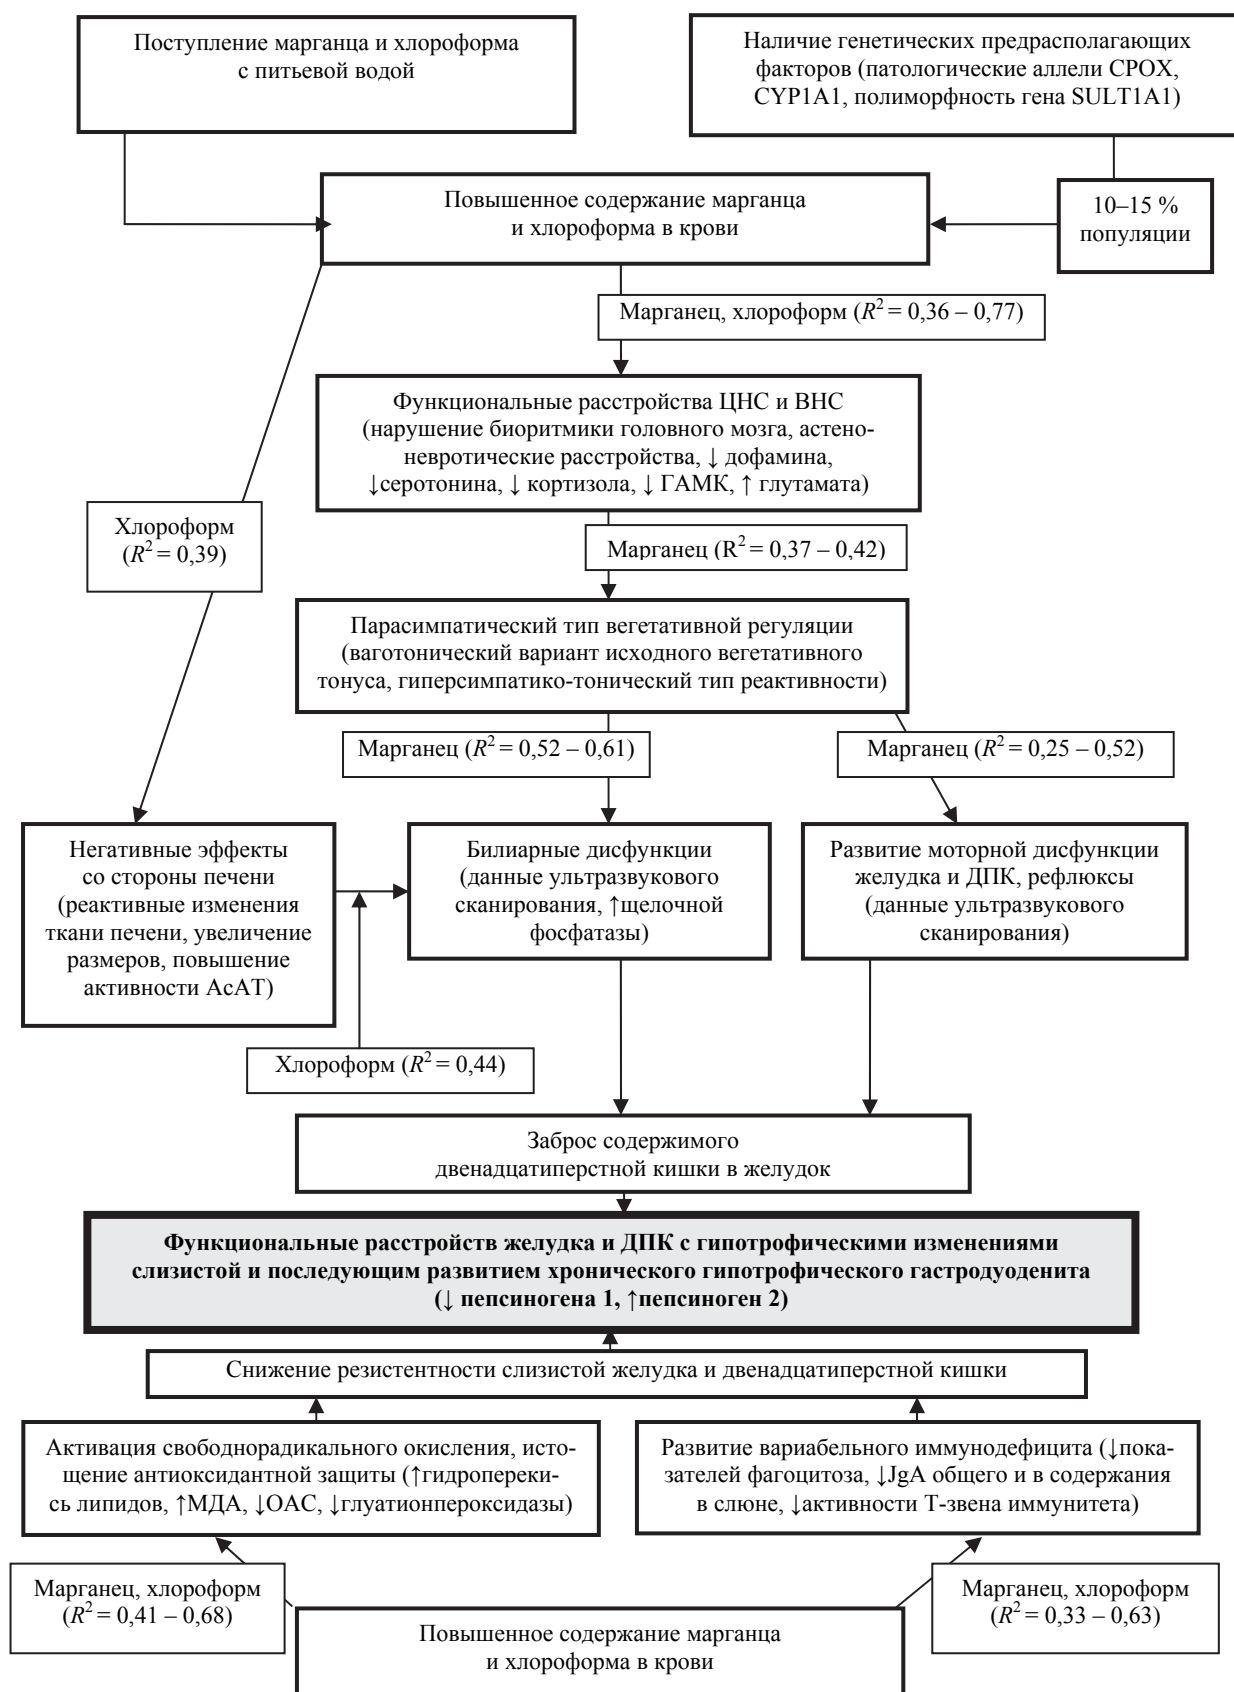 Поступление марганца и хлороформа
с питьевой водой
Наличие генетических предрасполагающих
факторов (патологические аллели CPOX,
CYP1A1, полиморфность гена SULT1A1)
Повышенное содержание марганца
и хлороформа в крови
10–15 %
популяции
Марганец, хлороформ (R² = 0,36 – 0,77)
Функциональные расстройства ЦНС и ВНС
(нарушение биоритмики головного мозга, астено-
невротические расстройства, ↓ дофамина,
↓серотонина, ↓ кортизола, ↓ ГАМК, ↑ глутамата)
Хлороформ
(R² = 0,39)
Марганец (R² = 0,37 – 0,42)
Парасимпатический тип вегетативной регуляции
(ваготонический вариант исходного вегетативного
тонуса, гиперсимпатико-тонический тип реактивности)
Марганец (R² = 0,52 – 0,61)
Марганец (R² = 0,25 – 0,52)
Негативные эффекты
со стороны печени
(реактивные изменения
ткани печени, увеличение
размеров, повышение
активности АсАТ)
Билиарные дисфункции
(данные ультразвукового
сканирования, ↑щелочной
фосфатазы)
Развитие моторной дисфункции
желудка и ДПК, рефлюксы
(данные ультразвукового
сканирования)
Хлороформ (R² = 0,44)
Заброс содержимого
двенадцатиперстной кишки в желудок
Функциональные расстройств желудка и ДПК с гипотрофическими изменениями
слизистой и последующим развитием хронического гипотрофического гастродуоденита
(↓ пепсиногена 1, ↑пепсиноген 2)
Снижение резистентности слизистой желудка и двенадцатиперстной кишки
Активация свободнорадикального окисления, исто-
щение антиоксидантной защиты (↑гидропереки-
сь липидов, ↑МДА, ↓ОАС, ↓глуатионпероксидазы)
Развитие вариабельного иммунодефицита (↓пока-
зателей фагоцитоза, ↓JgA общего и в содержания
в слюне, ↓активности Т-звена иммунитета)
Марганец, хлороформ
(R² = 0,41 – 0,68)
Марганец, хлороформ
(R² = 0,33 – 0,63)
Повышенное содержание марганца
и хлороформа в крови